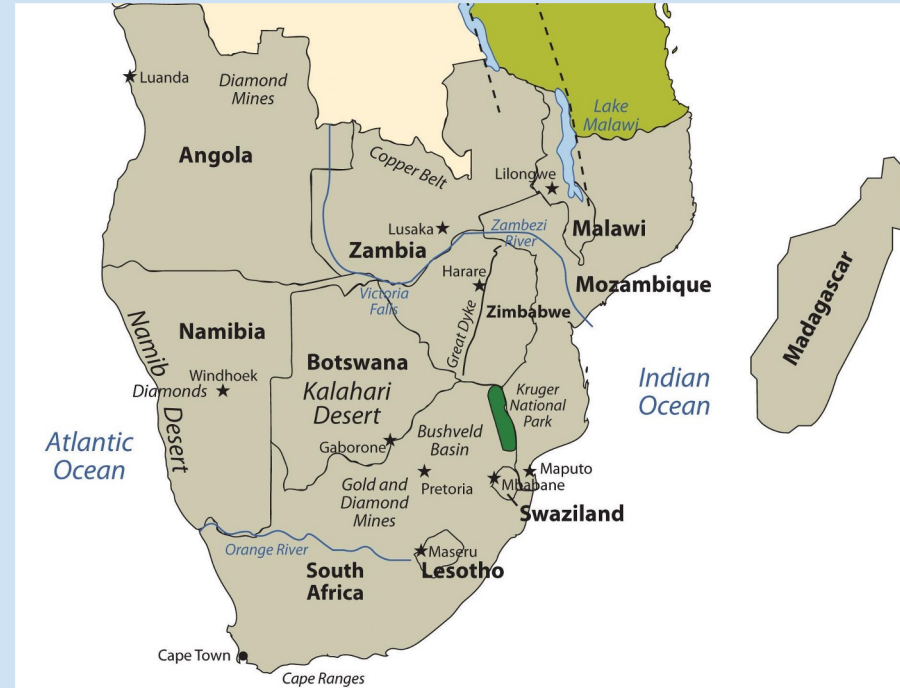 Luanda
Diamond
Mines
Lake
Malawi
Angola
Copper Belt
Lilongwe
Lusaka
Zambezi
River
Malawi
Zambia
Harare
Mozambique
Victoria
Falls
Great Dyke
Zimbabwe
Madagascar
Namib Desert
Namibia
Botswana
Windhoek
Diamonds
Kalahari
Desert
Kruger
National
Park
Indian
Ocean
Atlantic
Ocean
Gaborone
Bushveld
Basin
Maputo
Mbabane
Pretoria
Gold and
Diamond
Mines
Swaziland
Orange River
Maseru
Lesotho
South
Africa
Cape Town
Cape Ranges